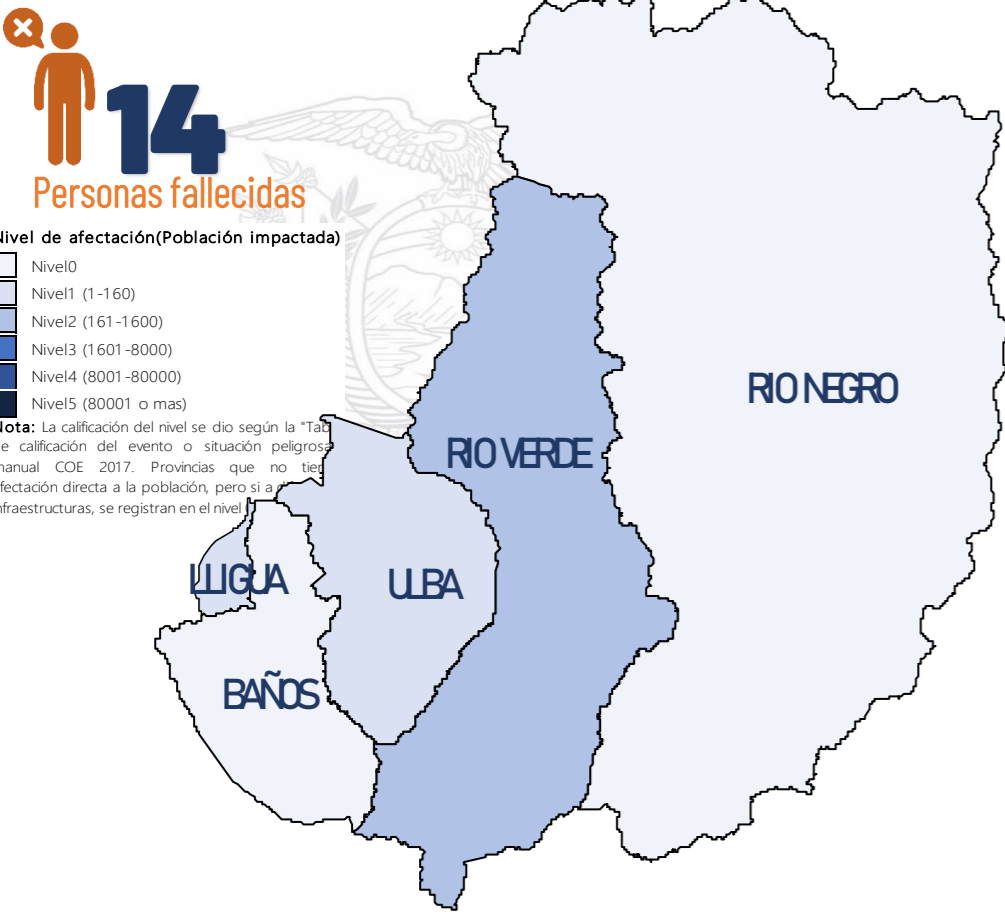 14
Personas fallecidas
Nivel de afectación(Población impactada)
Nivel0
Nivel1 (1-160)
Nivel2 (161-1600)
Nivel3 (1601-8000)
Nivel4 (8001-80000)
Nivel5 (80001 o mas)
Nota: La calificación del nivel se dio según la "Tab
de calificación del evento o situación peligrosa
manual COE 2017. Provincias que no tien
afectación directa a la población, pero si a
infraestructuras, se registran en el nivel
RIO NEGRO
RIO VERDE
LLIGUA
ULBA
BAÑOS